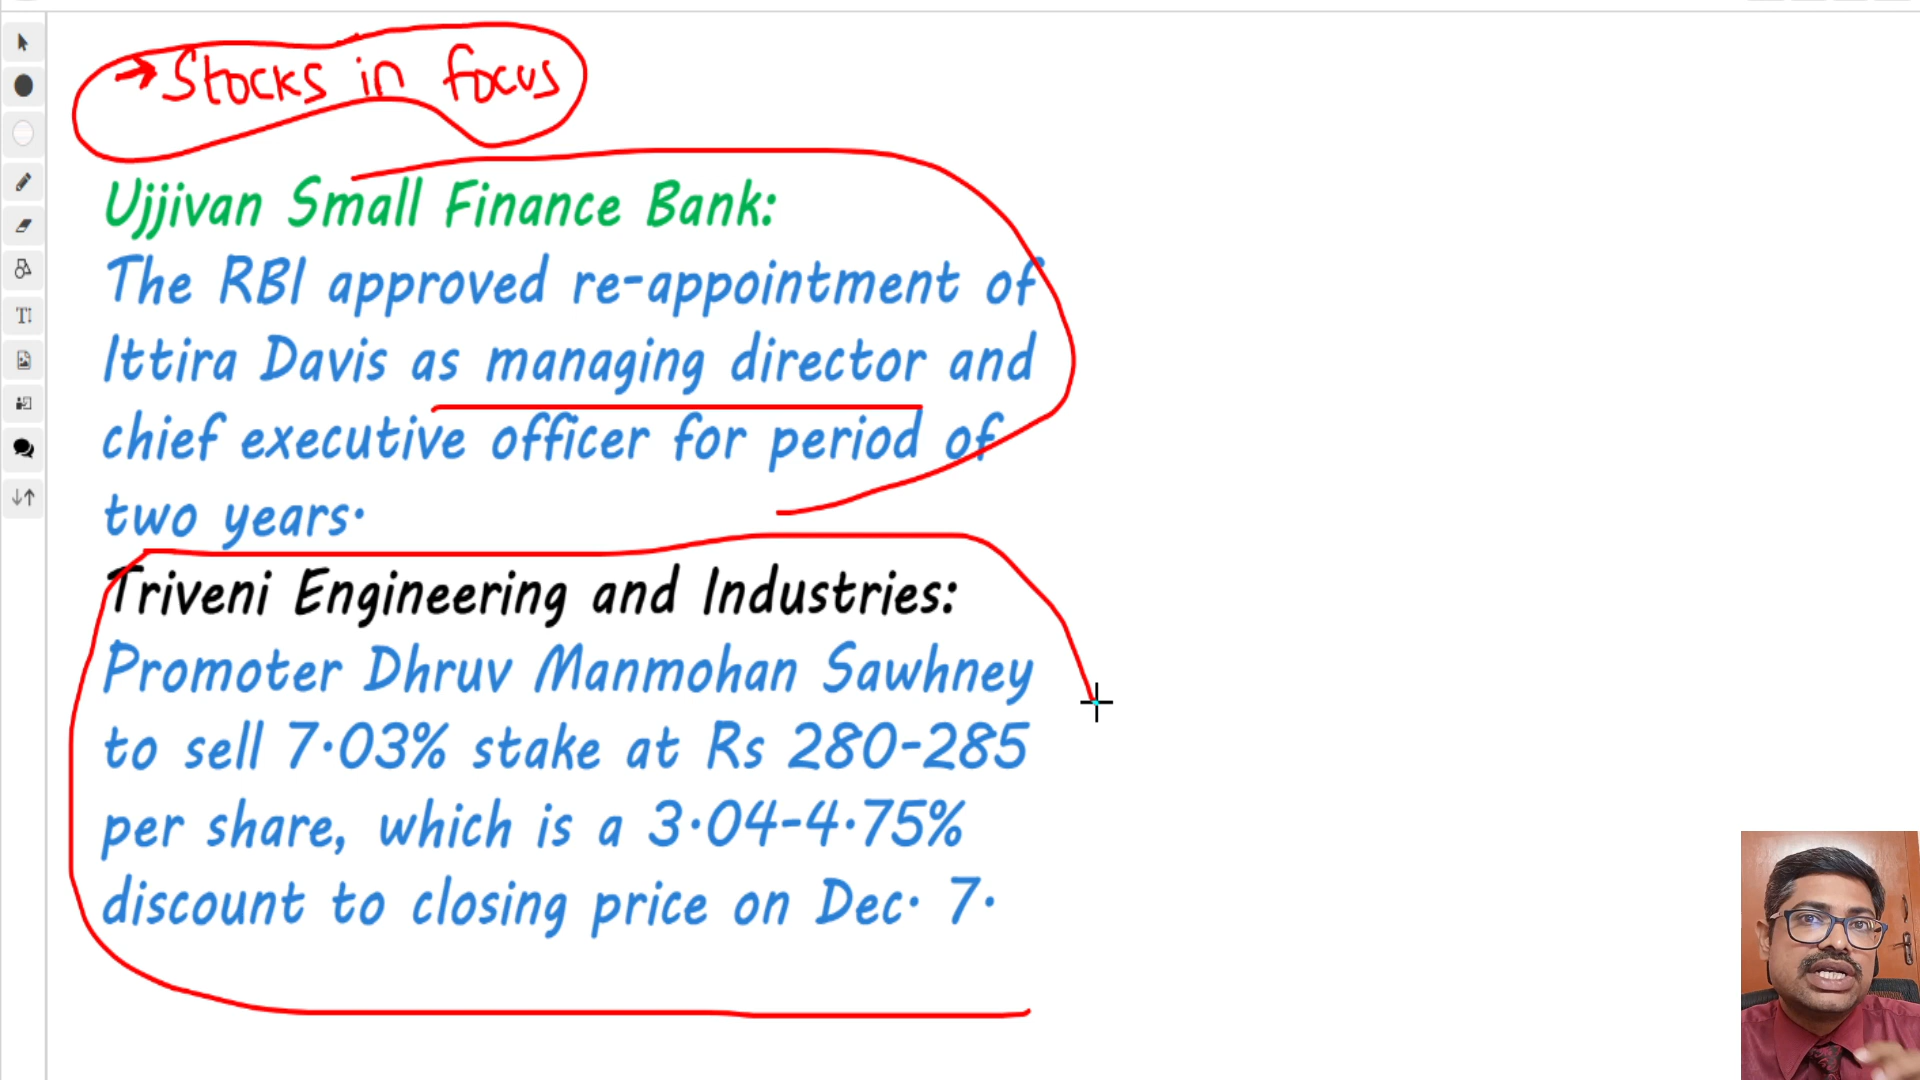 → Stocks in focus
Ujjivan Small Finance Bank:
The RBI approved re-appointment of
Ittira Davis as managing director and
chief executive officer for period of
two years.
Triveni Engineering and Industries:
Promoter Dhruv Manmohan Sawhney
to sell 7.03% stake at Rs 280-285
per share, which is a 3.04-4.75%
discount to closing price on Dec. 7.